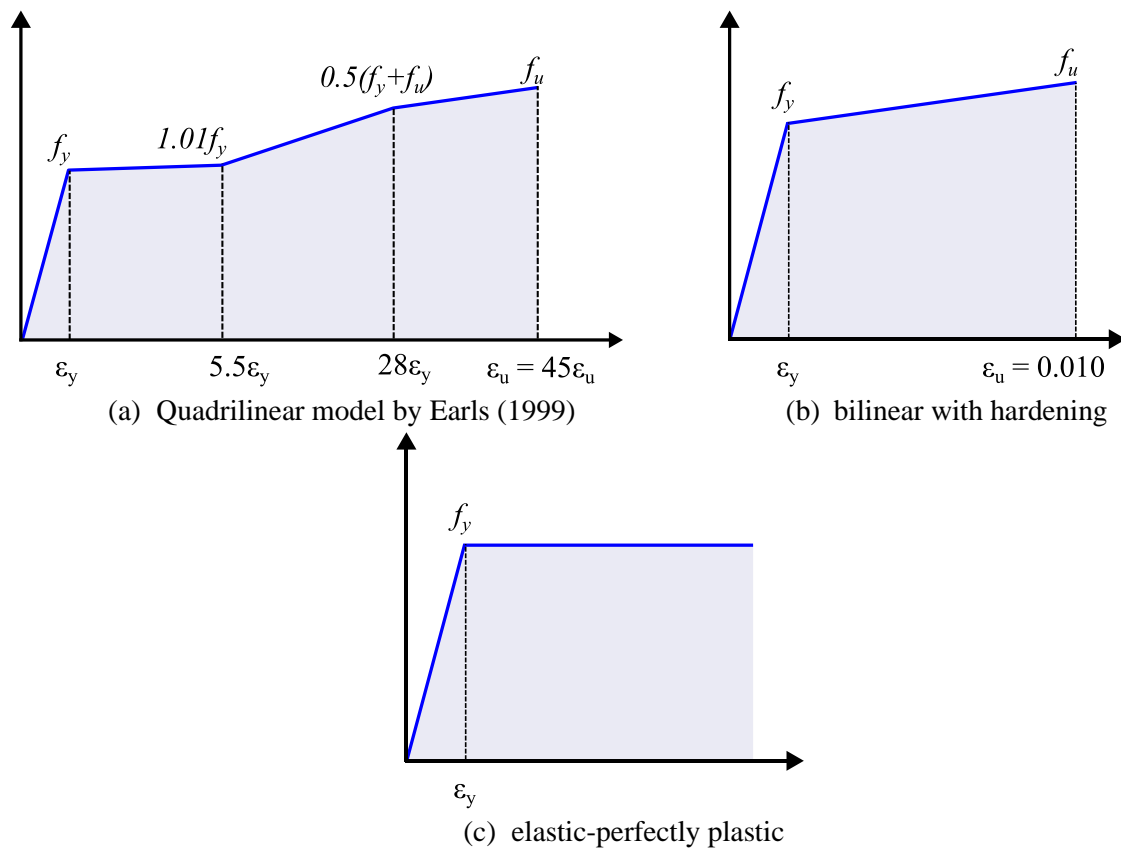 0.5(fy+fu)
fu
1.01fy
fy
εy
5.5εy
28εy
εu = 45εu
(a) Quadrilinear model by Earls (1999)
fu
fy
εy
εu = 0.010
(b) bilinear with hardening
fy
εy
(c) elastic-perfectly plastic